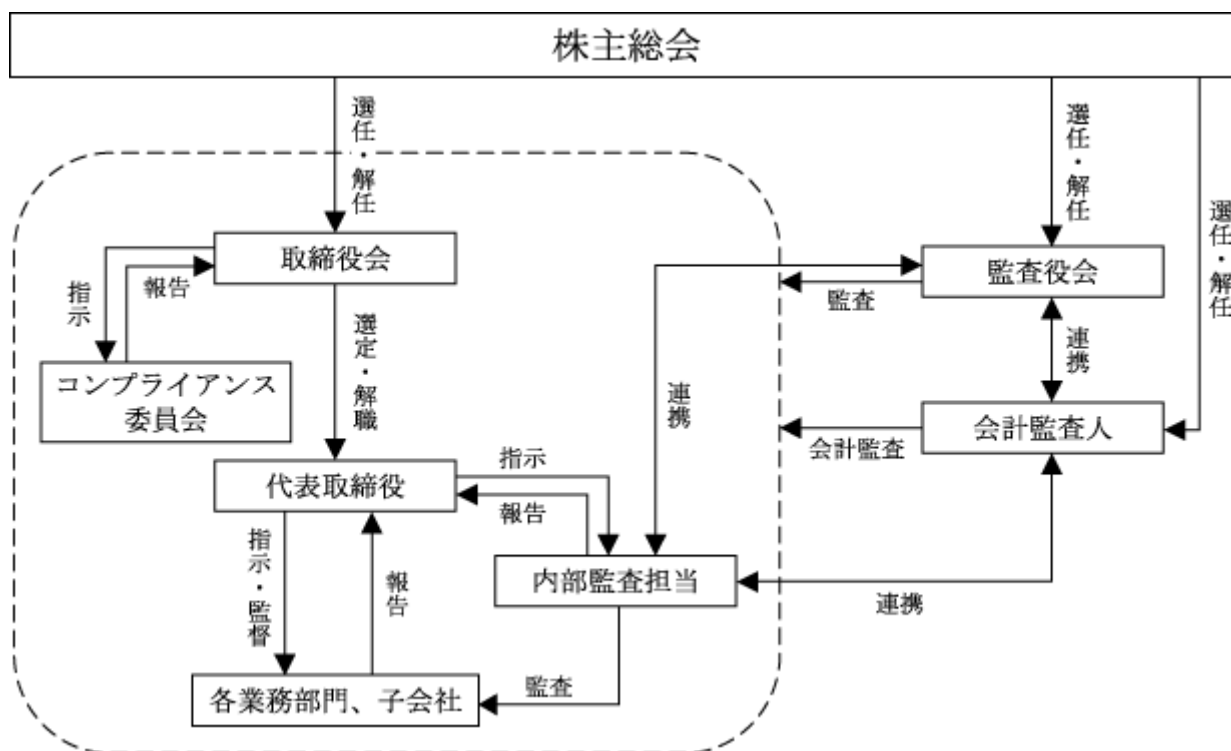 株主総会
選任・解任
選任・解任
選任・解任
取締役会
監査役会
指示
報告
監査
選定・解職
連携
連携
コンプライアンス
委員会
会計監査人
会計監査
代表取締役
指示
報告
指示・監督
報告
内部監査担当
連携
各業務部門、子会社
監査